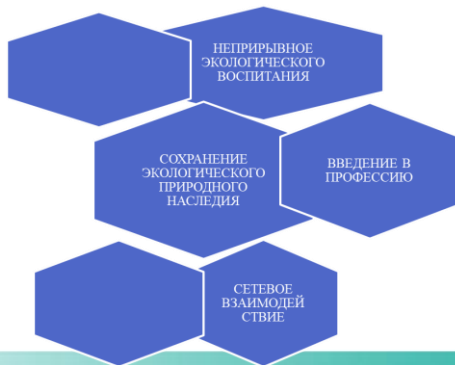 НЕПРИРЫВНОЕ
ЭКОЛОГИЧЕСКОГО
ВОСПИТАНИЯ
СОХРАНЕНИЕ
ЭКОЛОГИЧЕСКОГО
ПРИРОДНОГО
НАСЛЕДИЯ
ВВЕДЕНИЕ В
ПРОФЕССИЮ
СЕТЕВОЕ
ВЗАИМОДЕЙ
СТВИЕ